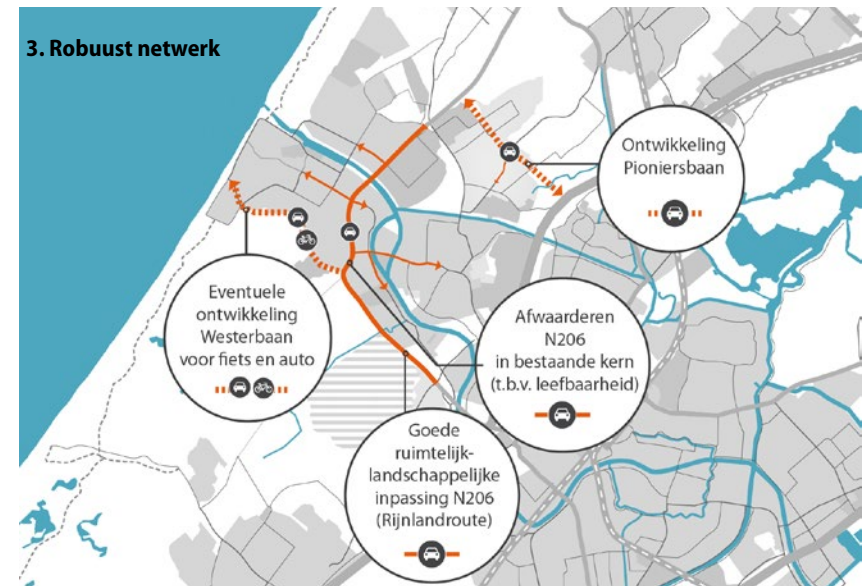 3. Robuust netwerk
Ontwikkeling
Pioniersbaan
Eventuele
ontwikkeling
Westerbaan
voor fiets en auto
Afwaarderen
N206
in bestaande kern
(t.b.v. leefbaarheid)
Goede
ruimtelijk-
landschappelijke
inpassing N206
(Rijnlandroute)